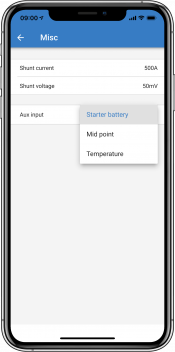 09:00
Misc
Shunt current 500A
Shunt voltage 50mV
Aux input Starter battery
Mid point
Temperature